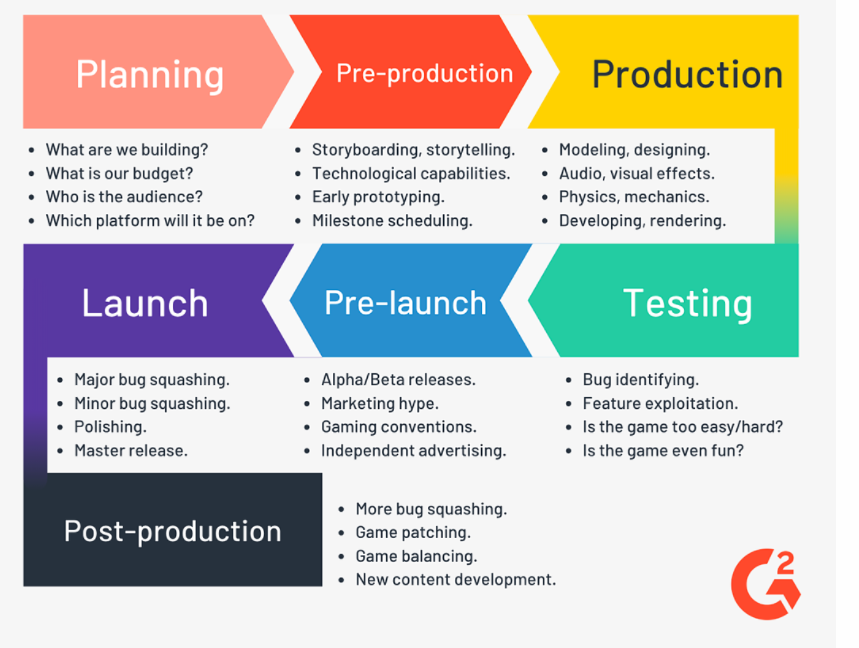 Planning
Pre-production
Production
• What are we building?
• What is our budget?
• Who is the audience?
• Which platform will it be on?
• Storyboarding, storytelling.
• Technological capabilities.
• Early prototyping.
• Milestone scheduling.
• Modeling, designing.
• Audio, visual effects.
• Physics, mechanics.
• Developing, rendering.
Launch
Pre-launch
Testing
• Major bug squashing.
• Minor bug squashing.
• Polishing.
• Master release.
• Alpha/Beta releases.
• Marketing hype.
• Gaming conventions.
• Independent advertising.
• Bug identifying.
• Feature exploitation.
• Is the game too easy/hard?
• Is the game even fun?
Post-production
• More bug squashing.
• Game patching.
• Game balancing.
• New content development.
G2